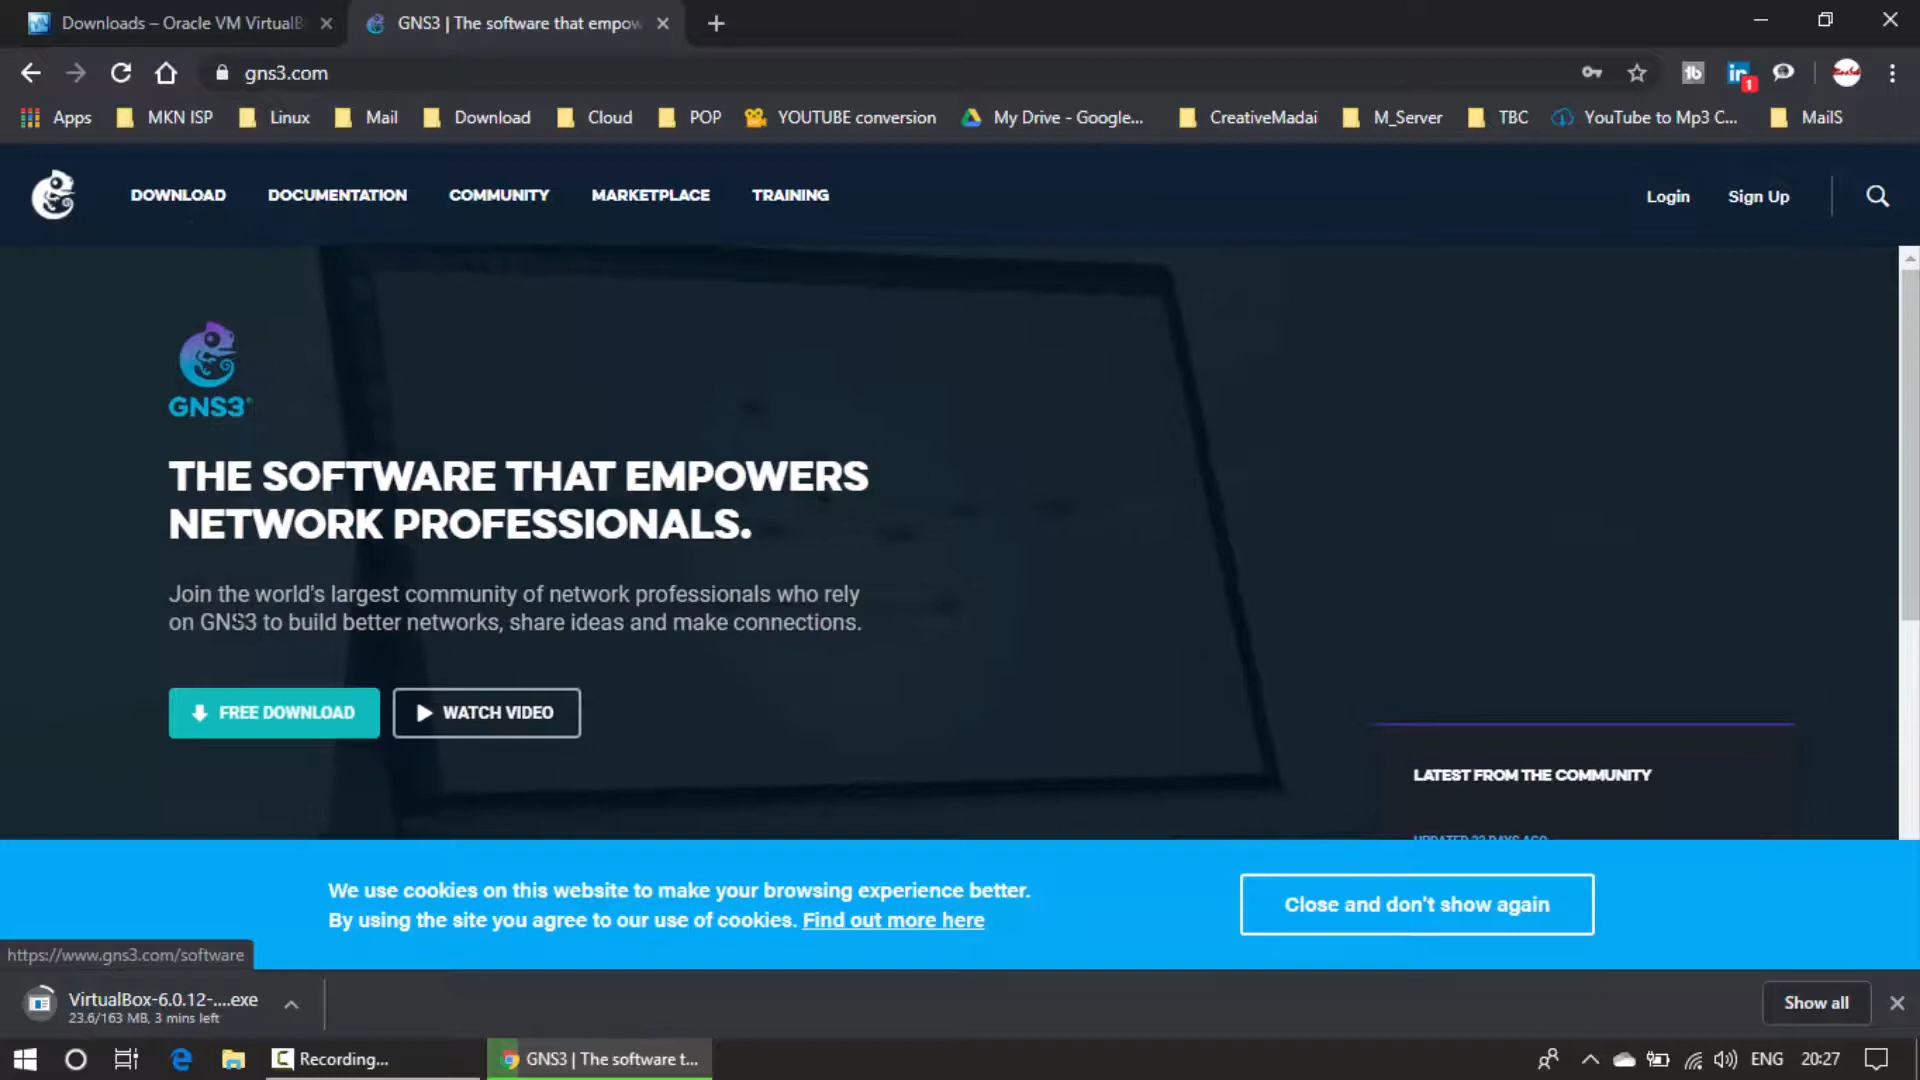 Downloads – Oracle VM VirtualB
GNS3 | The software that empow
gns3.com
1
Apps
MKN ISP
Linux
Mail
Download
Cloud
POP
YOUTUBE conversion
My Drive - Google...
CreativeMadai
M_Server
TBC
YouTube to Mp3 C...
MailS
DOWNLOAD
DOCUMENTATION
COMMUNITY
MARKETPLACE
TRAINING
Login
Sign Up
GNS3
THE SOFTWARE THAT EMPOWERS
NETWORK PROFESSIONALS.
Join the world's largest community of network professionals who rely
on GNS3 to build better networks, share ideas and make connections.
FREE DOWNLOAD
WATCH VIDEO
LATEST FROM THE COMMUNITY
UPDATED 22 DAYS AGO
We use cookies on this website to make your browsing experience better.
By using the site you agree to our use of cookies. Find out more here
Close and don't show again
https://www.gns3.com/software
VirtualBox-6.0.12-....exe
23.6/163 MB, 3 mins left
Show all
Recording...
GNS3 | The software t...
ENG
20:27